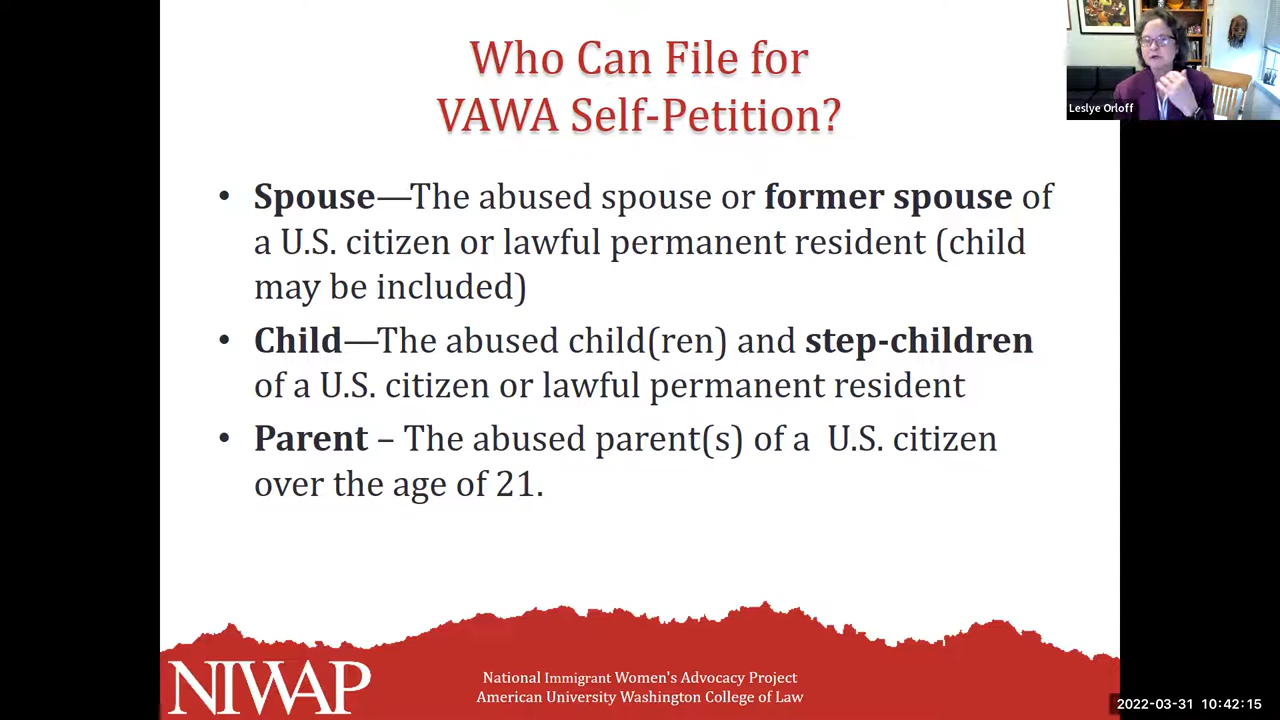 Who Can File for
VAWA Self-Petition?
Leslye Orloff
• Spouse—The abused spouse or former spouse of
a U.S. citizen or lawful permanent resident (child
may be included)
• Child—The abused child(ren) and step-children
of a U.S. citizen or lawful permanent resident
• Parent – The abused parent(s) of a  U.S. citizen
over the age of 21.
NIWAP
National Immigrant Women's Advocacy Project
American University Washington College of Law
2022-03-31 10:42:15